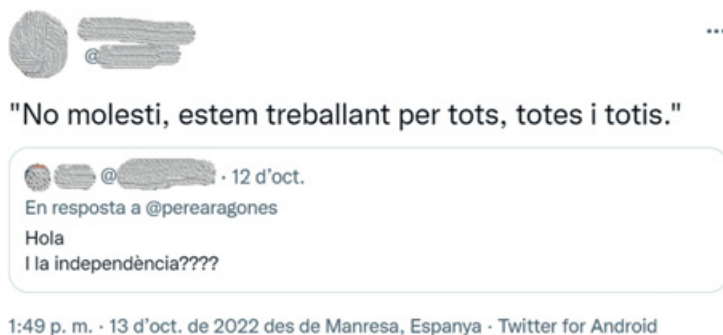 @
"No molesti, estem treballant per tots, totes i totis."
@ · 12 d'oct.
En resposta a @perearagones
Hola
I la independència????
1:49 p. m. · 13 d'oct. de 2022 des de Manresa, Espanya · Twitter for Android